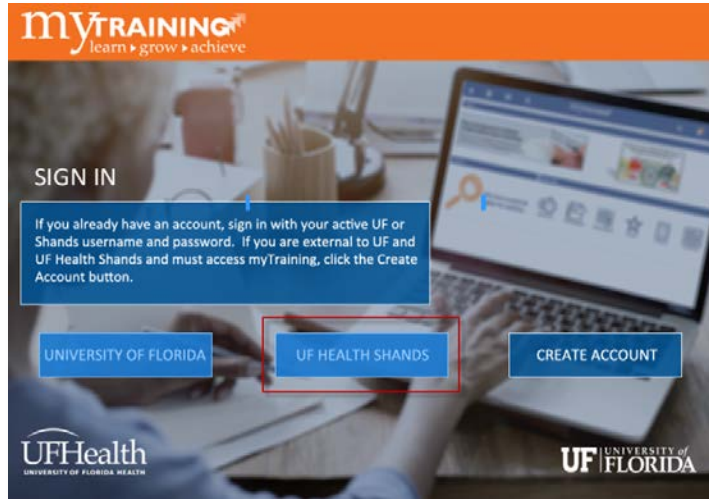 myTRAINING
learn ▸ grow ▸ achieve
SIGN IN
If you already have an account, sign in with your active UF or
Shands username and password.  If you are external to UF and
UF Health Shands and must access myTraining, click the Create
Account button.
UNIVERSITY OF FLORIDA
UF HEALTH SHANDS
CREATE ACCOUNT
UFHealth
UNIVERSITY OF FLORIDA HEALTH
UF UNIVERSITY of
FLORIDA